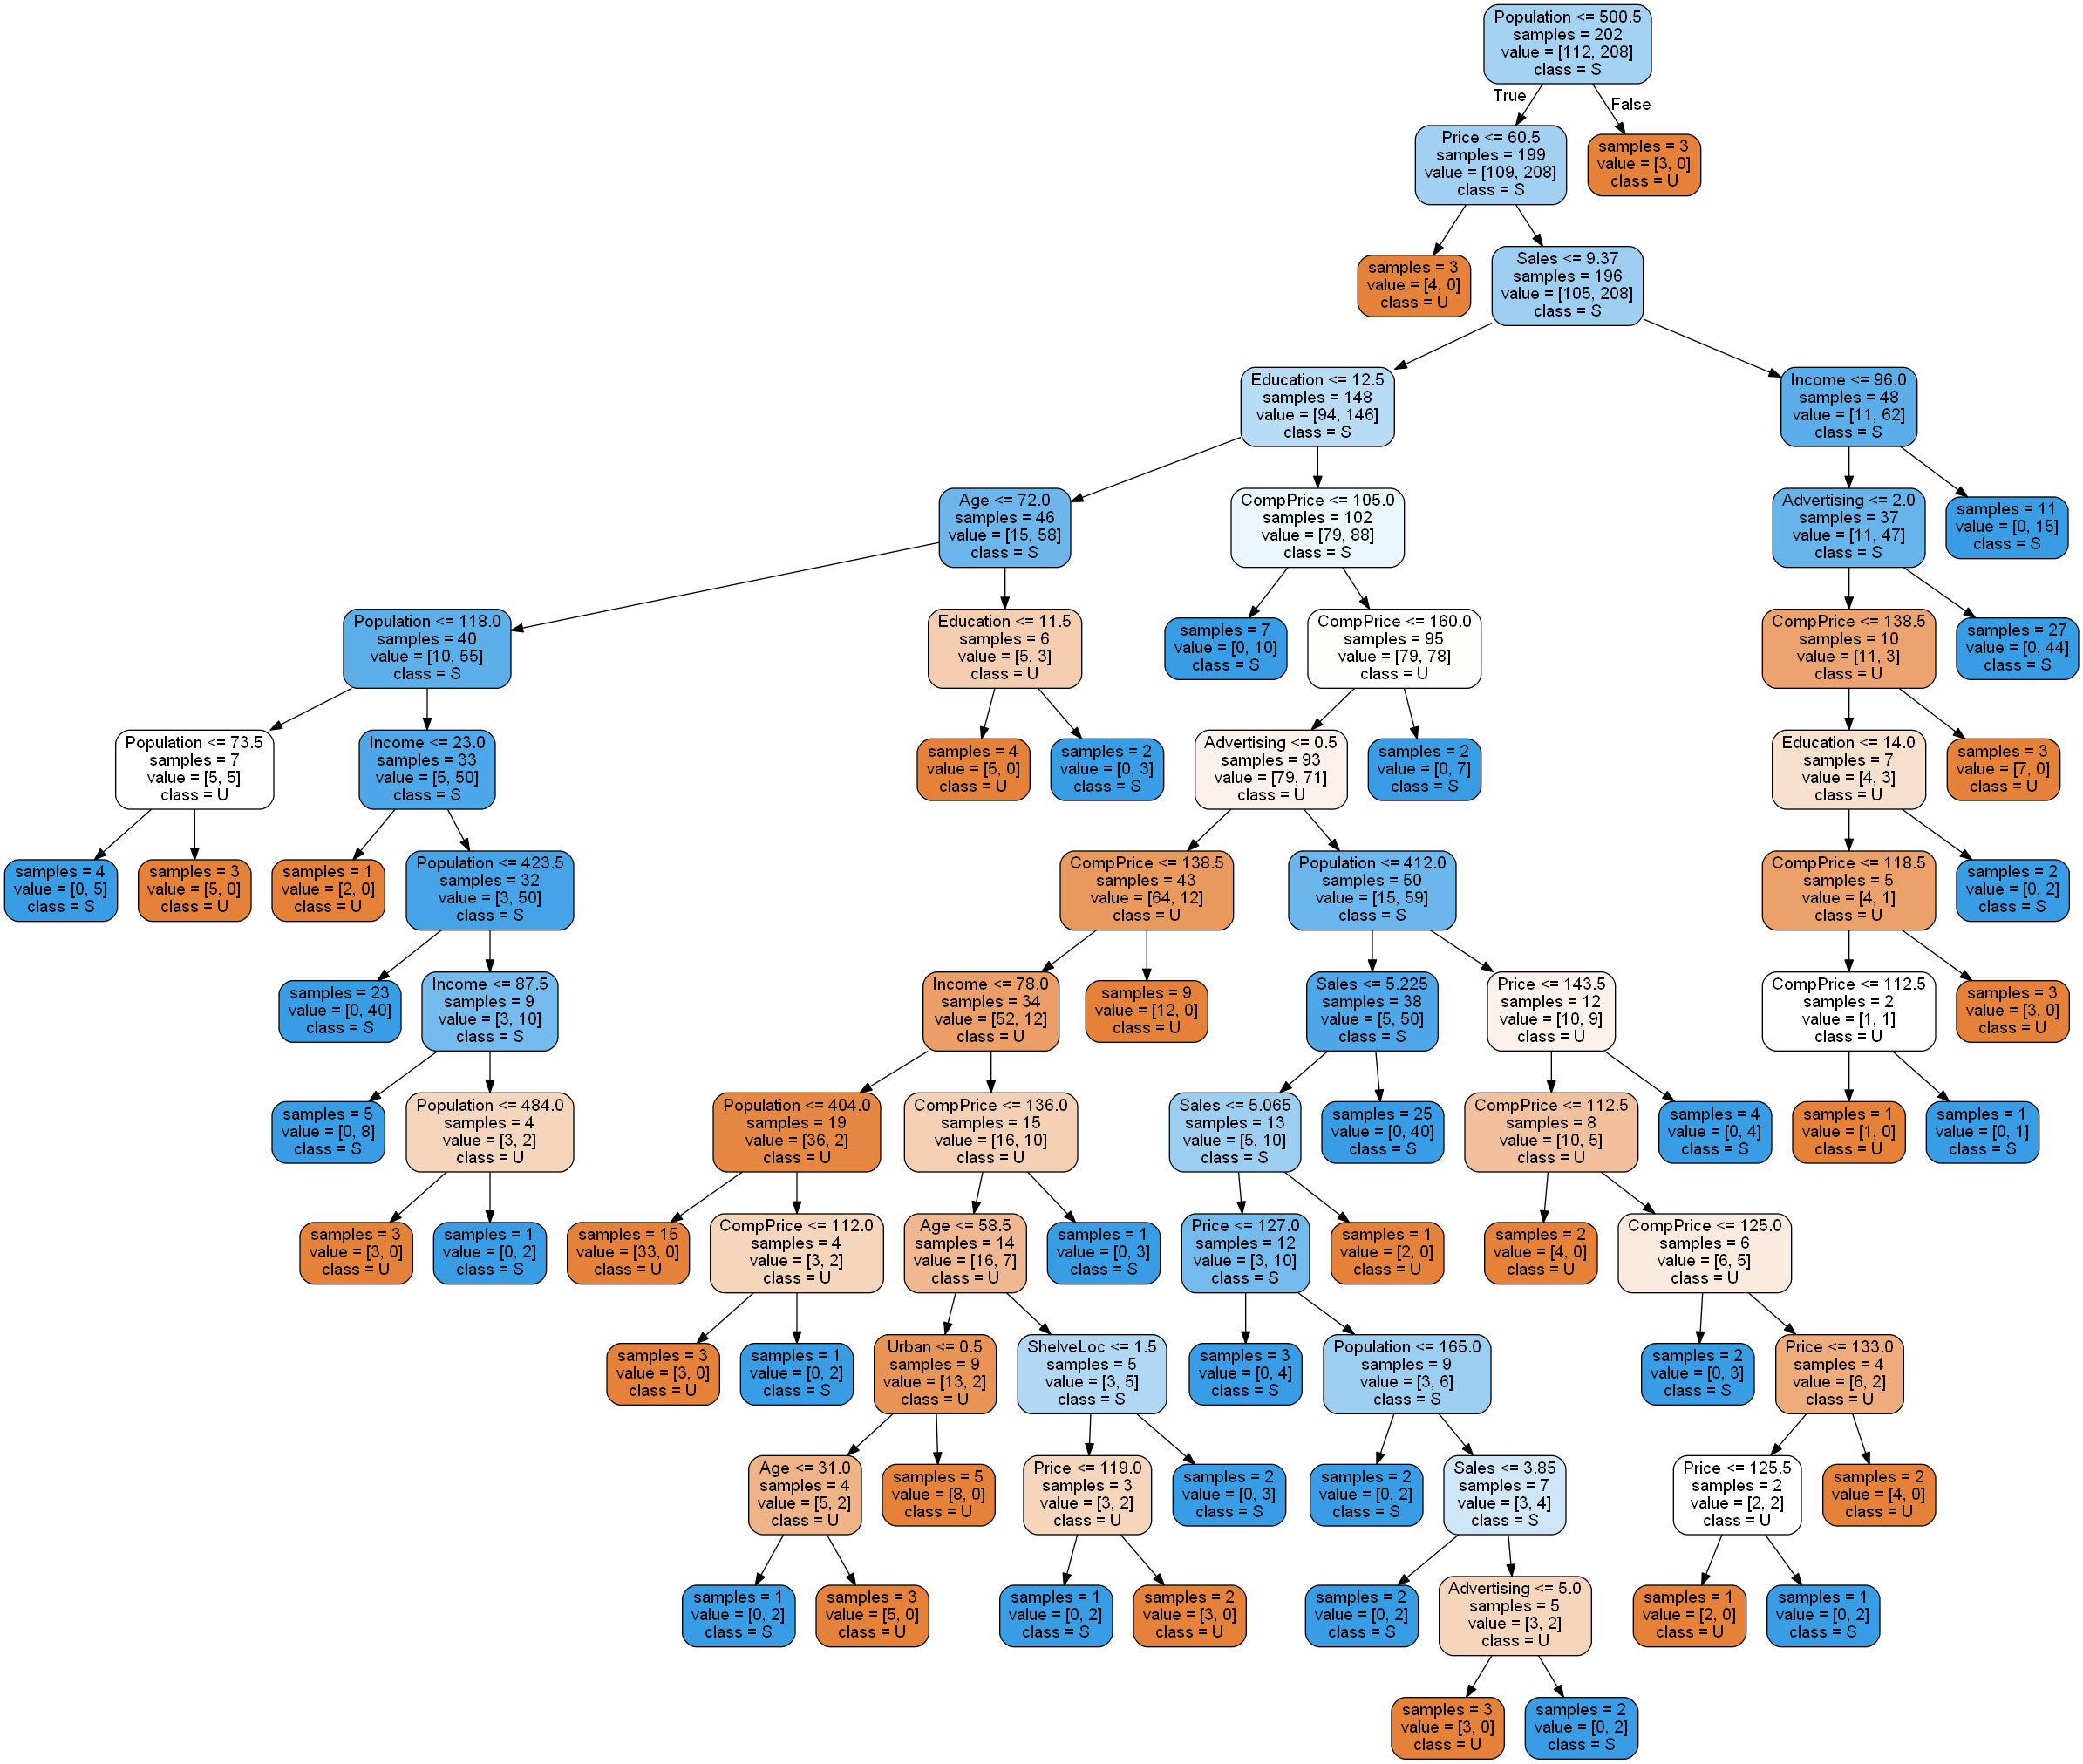 Population <= 500.5
samples = 202
value = [112, 208]
class = S
True
False
Price <= 60.5
samples = 199
value = [109, 208]
class = S
samples = 3
value = [3, 0]
class = U
samples = 3
value = [4, 0]
class = U
Sales <= 9.37
samples = 196
value = [105, 208]
class = S
Education <= 12.5
samples = 148
value = [94, 146]
class = S
Income <= 96.0
samples = 48
value = [11, 62]
class = S
Age <= 72.0
samples = 46
value = [15, 58]
class = S
CompPrice <= 105.0
samples = 102
value = [79, 88]
class = S
Advertising <= 2.0
samples = 37
value = [11, 47]
class = S
samples = 11
value = [0, 15]
class = S
Population <= 118.0
samples = 40
value = [10, 55]
class = S
Education <= 11.5
samples = 6
value = [5, 3]
class = U
samples = 7
value = [0, 10]
class = S
CompPrice <= 160.0
samples = 95
value = [79, 78]
class = U
CompPrice <= 138.5
samples = 10
value = [11, 3]
class = U
samples = 27
value = [0, 44]
class = S
Population <= 73.5
samples = 7
value = [5, 5]
class = U
Income <= 23.0
samples = 33
value = [5, 50]
class = S
samples = 4
value = [5, 0]
class = U
samples = 2
value = [0, 3]
class = S
Advertising <= 0.5
samples = 93
value = [79, 71]
class = U
samples = 2
value = [0, 7]
class = S
Education <= 14.0
samples = 7
value = [4, 3]
class = U
samples = 3
value = [7, 0]
class = U
samples = 4
value = [0, 5]
class = S
samples = 3
value = [5, 0]
class = U
samples = 1
value = [2, 0]
class = U
Population <= 423.5
samples = 32
value = [3, 50]
class = S
CompPrice <= 138.5
samples = 43
value = [64, 12]
class = U
Population <= 412.0
samples = 50
value = [15, 59]
class = S
CompPrice <= 118.5
samples = 5
value = [4, 1]
class = U
samples = 2
value = [0, 2]
class = S
samples = 23
value = [0, 40]
class = S
Income <= 87.5
samples = 9
value = [3, 10]
class = S
Income <= 78.0
samples = 34
value = [52, 12]
class = U
samples = 9
value = [12, 0]
class = U
Sales <= 5.225
samples = 38
value = [5, 50]
class = S
Price <= 143.5
samples = 12
value = [10, 9]
class = U
CompPrice <= 112.5
samples = 2
value = [1, 1]
class = U
samples = 3
value = [3, 0]
class = U
samples = 5
value = [0, 8]
class = S
Population <= 484.0
samples = 4
value = [3, 2]
class = U
Population <= 404.0
samples = 19
value = [36, 2]
class = U
CompPrice <= 136.0
samples = 15
value = [16, 10]
class = U
Sales <= 5.065
samples = 13
value = [5, 10]
class = S
samples = 25
value = [0, 40]
class = S
CompPrice <= 112.5
samples = 8
value = [10, 5]
class = U
samples = 4
value = [0, 4]
class = S
samples = 1
value = [1, 0]
class = U
samples = 1
value = [0, 1]
class = S
samples = 3
value = [3, 0]
class = U
samples = 1
value = [0, 2]
class = S
samples = 15
value = [33, 0]
class = U
CompPrice <= 112.0
samples = 4
value = [3, 2]
class = U
Age <= 58.5
samples = 14
value = [16, 7]
class = U
samples = 1
value = [0, 3]
class = S
Price <= 127.0
samples = 12
value = [3, 10]
class = S
samples = 1
value = [2, 0]
class = U
samples = 2
value = [4, 0]
class = U
CompPrice <= 125.0
samples = 6
value = [6, 5]
class = U
samples = 3
value = [3, 0]
class = U
samples = 1
value = [0, 2]
class = S
Urban <= 0.5
samples = 9
value = [13, 2]
class = U
ShelveLoc <= 1.5
samples = 5
value = [3, 5]
class = S
samples = 3
value = [0, 4]
class = S
Population <= 165.0
samples = 9
value = [3, 6]
class = S
samples = 2
value = [0, 3]
class = S
Price <= 133.0
samples = 4
value = [6, 2]
class = U
Age <= 31.0
samples = 4
value = [5, 2]
class = U
samples = 5
value = [8, 0]
class = U
Price <= 119.0
samples = 3
value = [3, 2]
class = U
samples = 2
value = [0, 3]
class = S
samples = 2
value = [0, 2]
class = S
Sales <= 3.85
samples = 7
value = [3, 4]
class = S
Price <= 125.5
samples = 2
value = [2, 2]
class = U
samples = 2
value = [4, 0]
class = U
samples = 1
value = [0, 2]
class = S
samples = 3
value = [5, 0]
class = U
samples = 1
value = [0, 2]
class = S
samples = 2
value = [3, 0]
class = U
samples = 2
value = [0, 2]
class = S
Advertising <= 5.0
samples = 5
value = [3, 2]
class = U
samples = 1
value = [2, 0]
class = U
samples = 1
value = [0, 2]
class = S
samples = 3
value = [3, 0]
class = U
samples = 2
value = [0, 2]
class = S